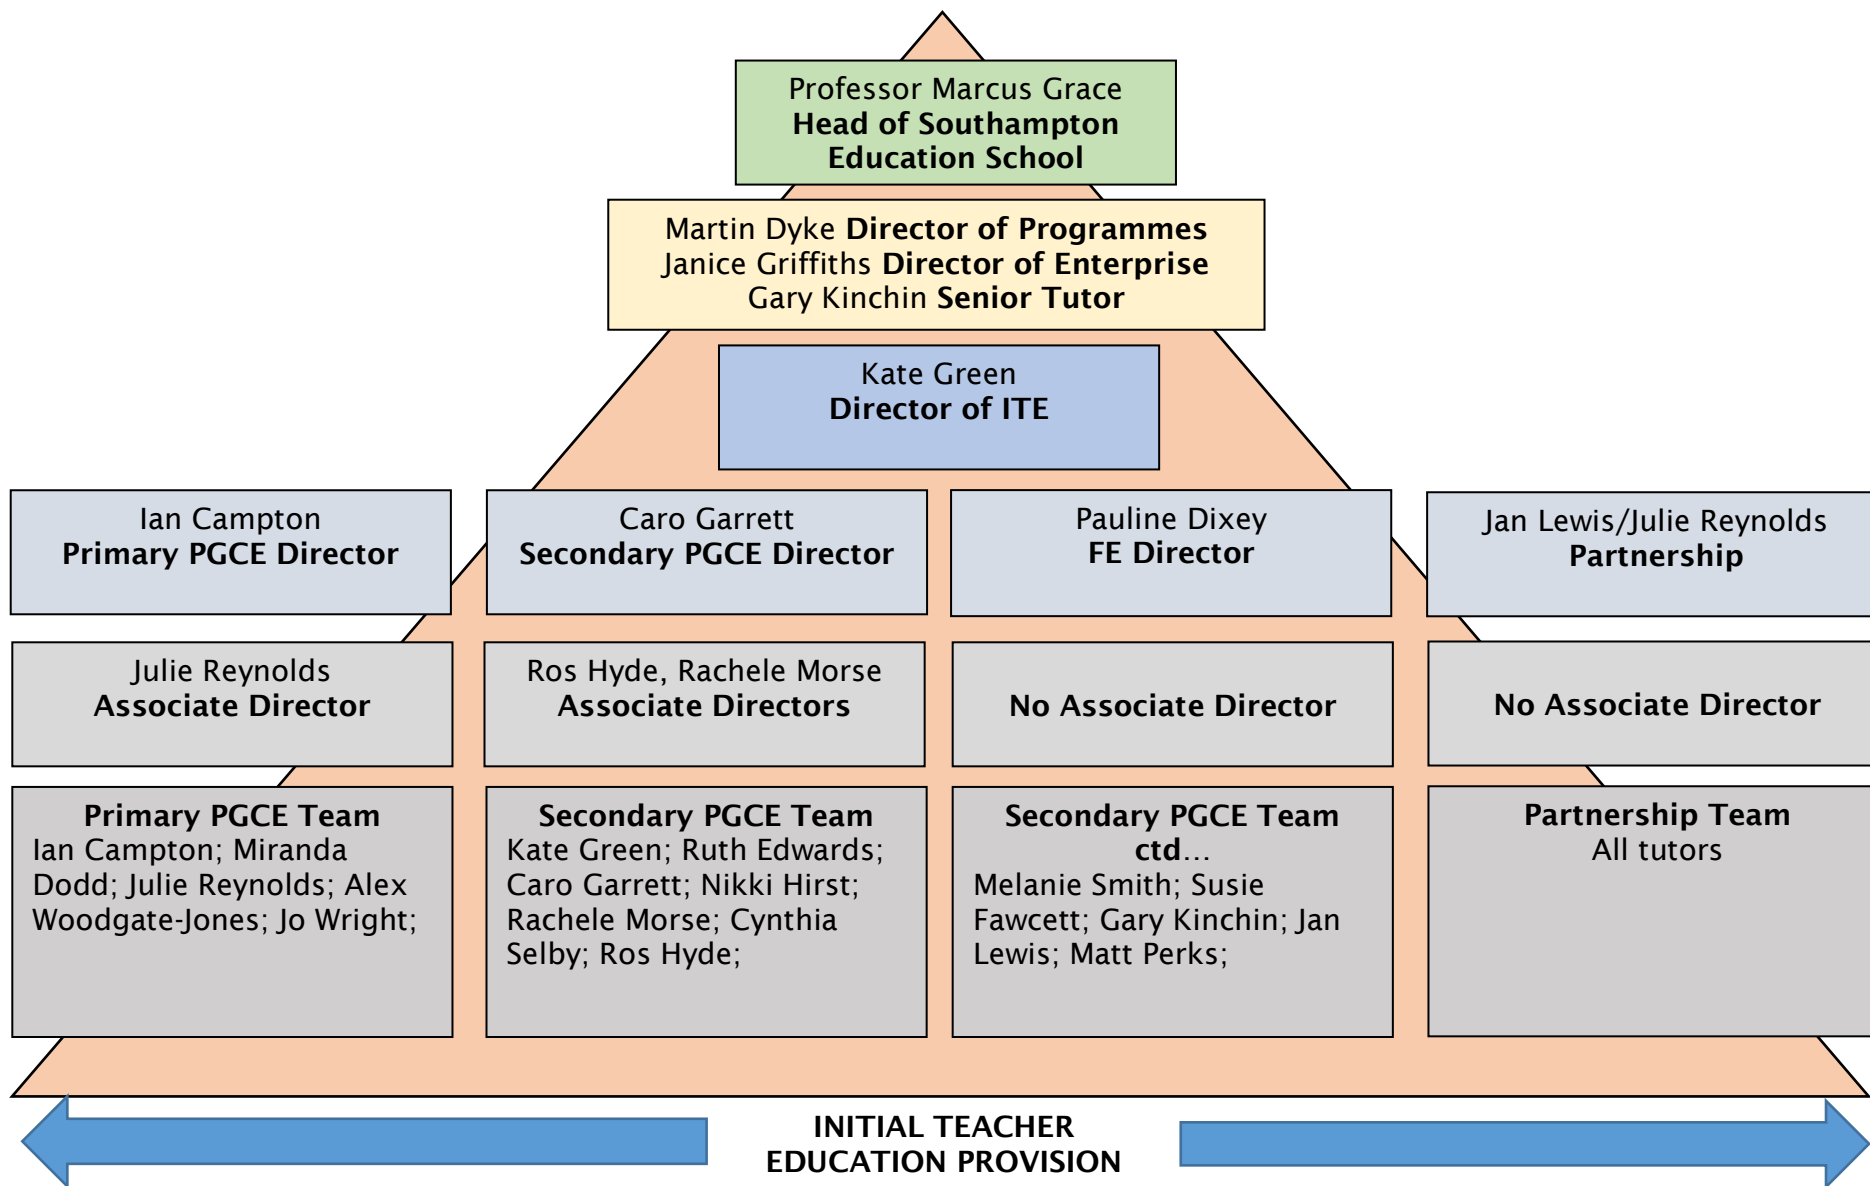 Professor Marcus Grace
Head of Southampton
Education School
Martin Dyke Director of Programmes
Janice Griffiths Director of Enterprise
Gary Kinchin Senior Tutor
Kate Green
Director of ITE
Ian Campton
Primary PGCE Director
Caro Garrett
Secondary PGCE Director
Pauline Dixey
FE Director
Jan Lewis/Julie Reynolds
Partnership
Julie Reynolds
Associate Director
Ros Hyde, Rachele Morse
Associate Directors
No Associate Director
No Associate Director
Primary PGCE Team
Ian Campton; Miranda
Dodd; Julie Reynolds; Alex
Woodgate-Jones; Jo Wright;
Secondary PGCE Team
Kate Green; Ruth Edwards;
Caro Garrett; Nikki Hirst;
Rachele Morse; Cynthia
Selby; Ros Hyde;
Secondary PGCE Team
ctd...
Melanie Smith; Susie
Fawcett; Gary Kinchin; Jan
Lewis; Matt Perks;
Partnership Team
All tutors
INITIAL TEACHER
EDUCATION PROVISION